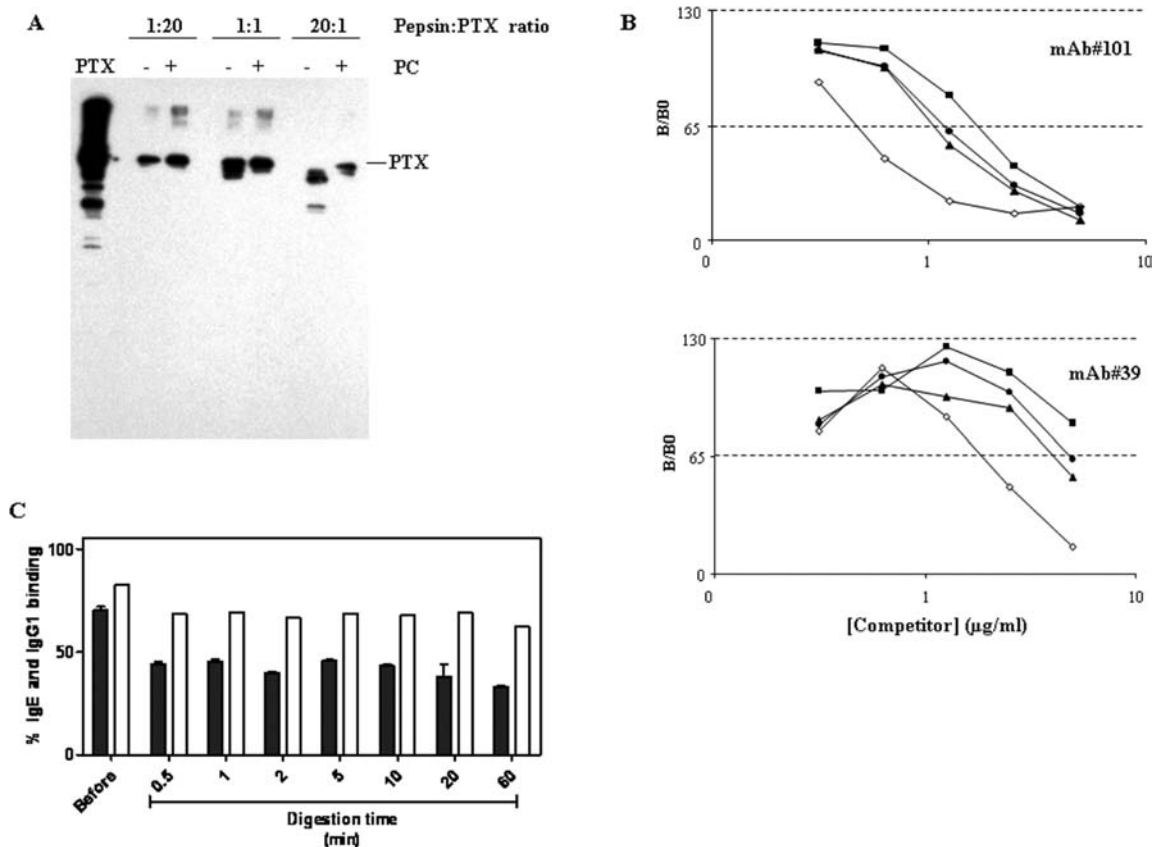 A
1:20 1:1 20:1 Pepsin:PTX ratio
PTX - + - + - + PC
PTX
B
130
mAb#101
B/B0
65
0
0 1 10
130
mAb#39
B/B0
65
0
0 1 10
[Competitor] (µg/ml)
C
% IgE and IgG1 binding
100
50
0
Before 0.5 1 2 5 10 20 60
Digestion time
(min)